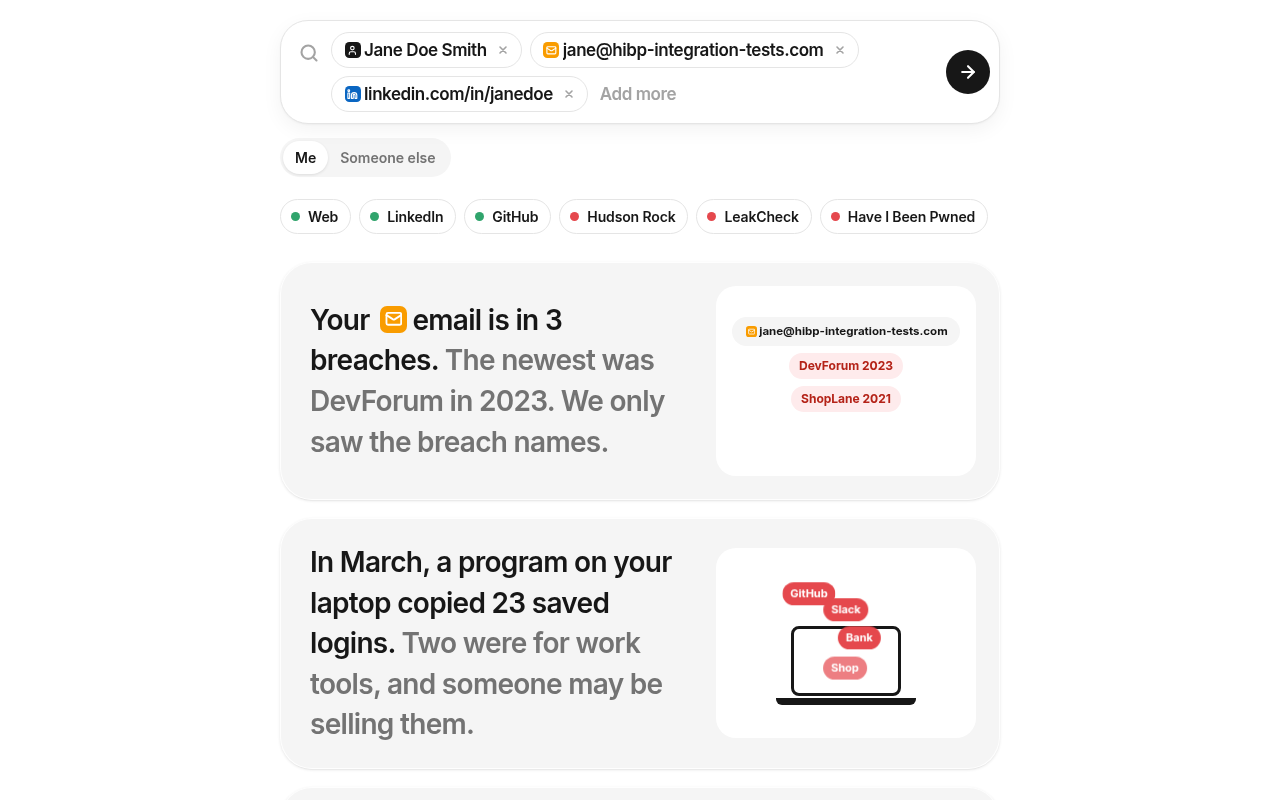 Jane Doe Smith × jane@hibp-integration-tests.com ×
linkedin.com/in/janedoe × Add more
Me Someone else
Web LinkedIn GitHub Hudson Rock LeakCheck Have I Been Pwned
Your email is in 3
breaches. The newest was
DevForum in 2023. We only
saw the breach names.
jane@hibp-integration-tests.com
DevForum 2023
ShopLane 2021
In March, a program on your
laptop copied 23 saved
logins. Two were for work
tools, and someone may be
selling them.
GitHub
Slack
Bank
Shop